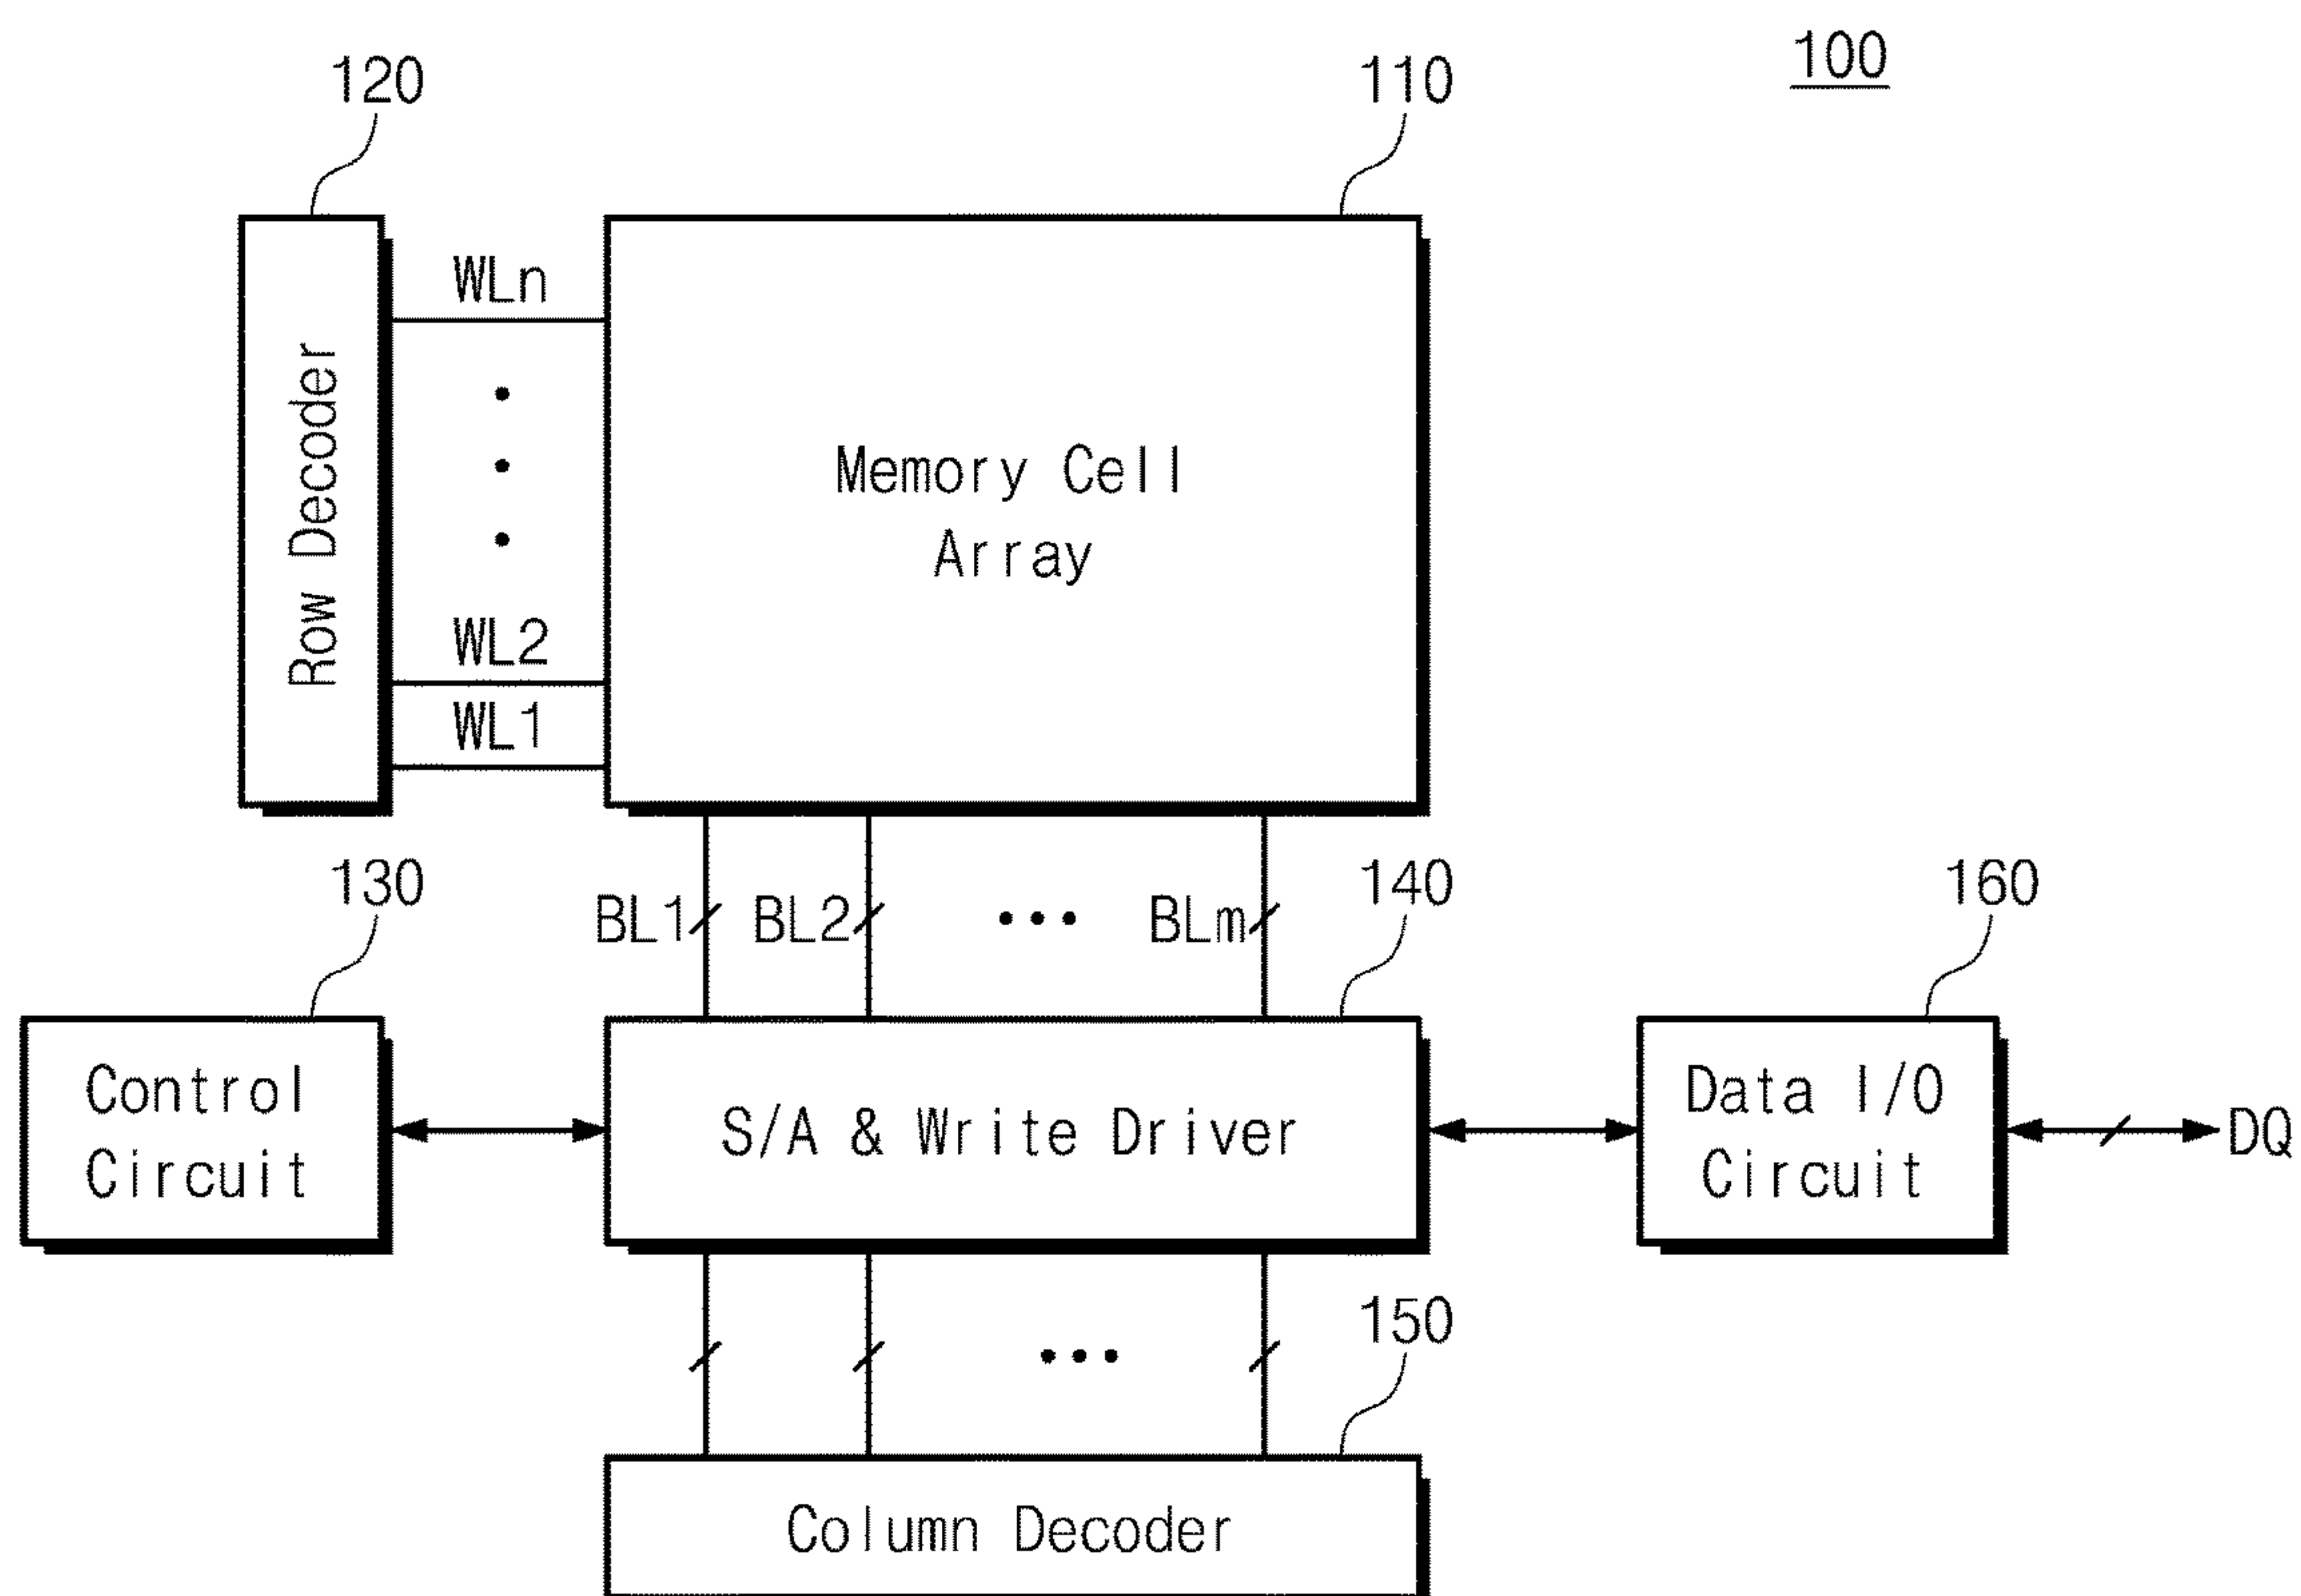 100
120
110
WLn
Row Decoder
Memory Cell
Array
WL2
WL1
130
140
160
BL1
BL2
BLm
Control
Circuit
S/A & Write Driver
Data I/O
Circuit
DQ
150
Column Decoder